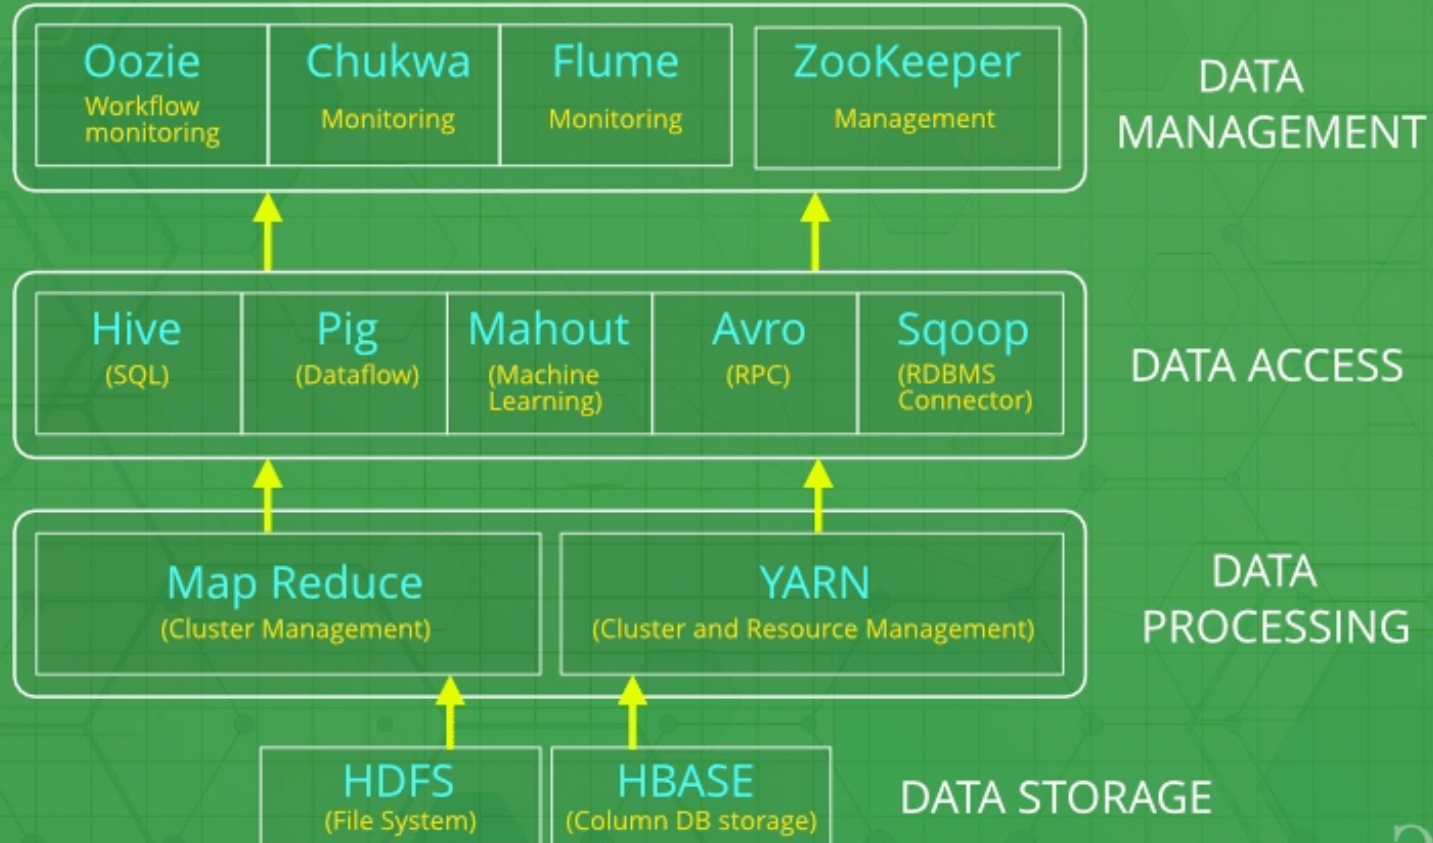 Oozie
Workflow
monitoring
Chukwa
Monitoring
Flume
Monitoring
ZooKeeper
Management
DATA
MANAGEMENT
Hive
(SQL)
Pig
(Dataflow)
Mahout
(Machine
Learning)
Avro
(RPC)
Sqoop
(RDBMS
Connector)
DATA ACCESS
Map Reduce
(Cluster Management)
YARN
(Cluster and Resource Management)
DATA
PROCESSING
HDFS
(File System)
HBASE
(Column DB storage)
DATA STORAGE